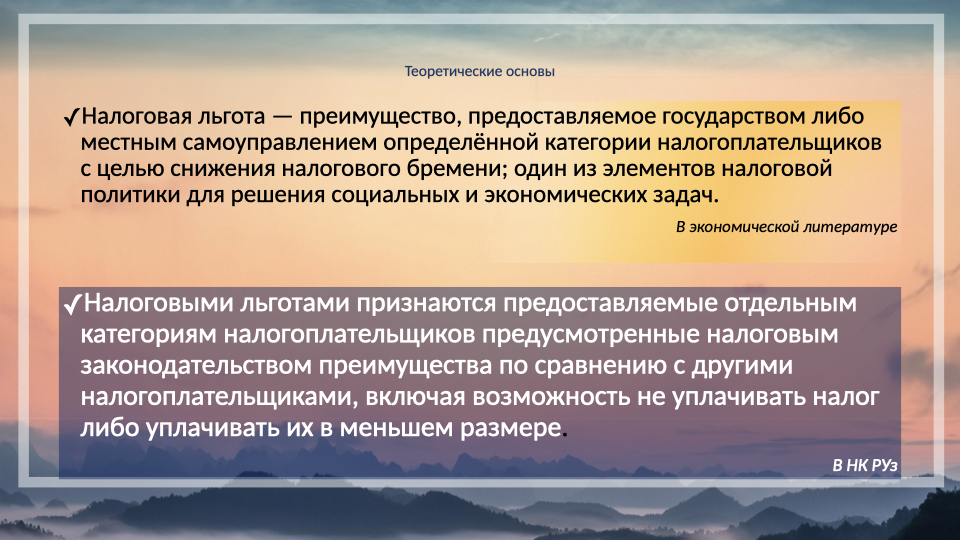 Теоретические основы
✓Налоговая льгота — преимущество, предоставляемое государством либо
местным самоуправлением определённой категории налогоплательщиков
с целью снижения налогового бремени; один из элементов налоговой
политики для решения социальных и экономических задач.
В экономической литературе
✓Налоговыми льготами признаются предоставляемые отдельным
категориям налогоплательщиков предусмотренные налоговым
законодательством преимущества по сравнению с другими
налогоплательщиками, включая возможность не уплачивать налог
либо уплачивать их в меньшем размере.
В НК РУз